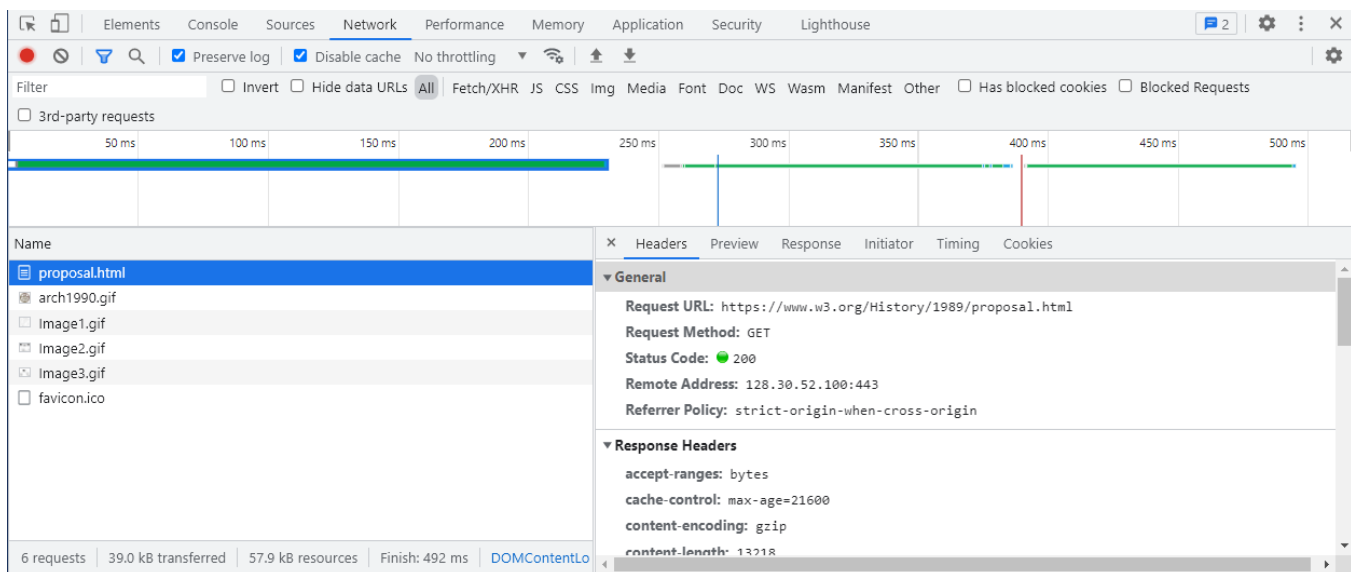 Elements Console Sources Network Performance Memory Application Security Lighthouse 2
Preserve log Disable cache No throttling
Filter Invert Hide data URLs All Fetch/XHR JS CSS Img Media Font Doc WS Wasm Manifest Other Has blocked cookies Blocked Requests
3rd-party requests
50 ms 100 ms 150 ms 200 ms 250 ms 300 ms 350 ms 400 ms 450 ms 500 ms
Name
proposal.html
arch1990.gif
Image1.gif
Image2.gif
Image3.gif
favicon.ico
6 requests 39.0 kB transferred 57.9 kB resources Finish: 492 ms DOMContentLo
× Headers Preview Response Initiator Timing Cookies
General
Request URL: https://www.w3.org/History/1989/proposal.html
Request Method: GET
Status Code: 200
Remote Address: 128.30.52.100:443
Referrer Policy: strict-origin-when-cross-origin
Response Headers
accept-ranges: bytes
cache-control: max-age=21600
content-encoding: gzip
content-length: 13218